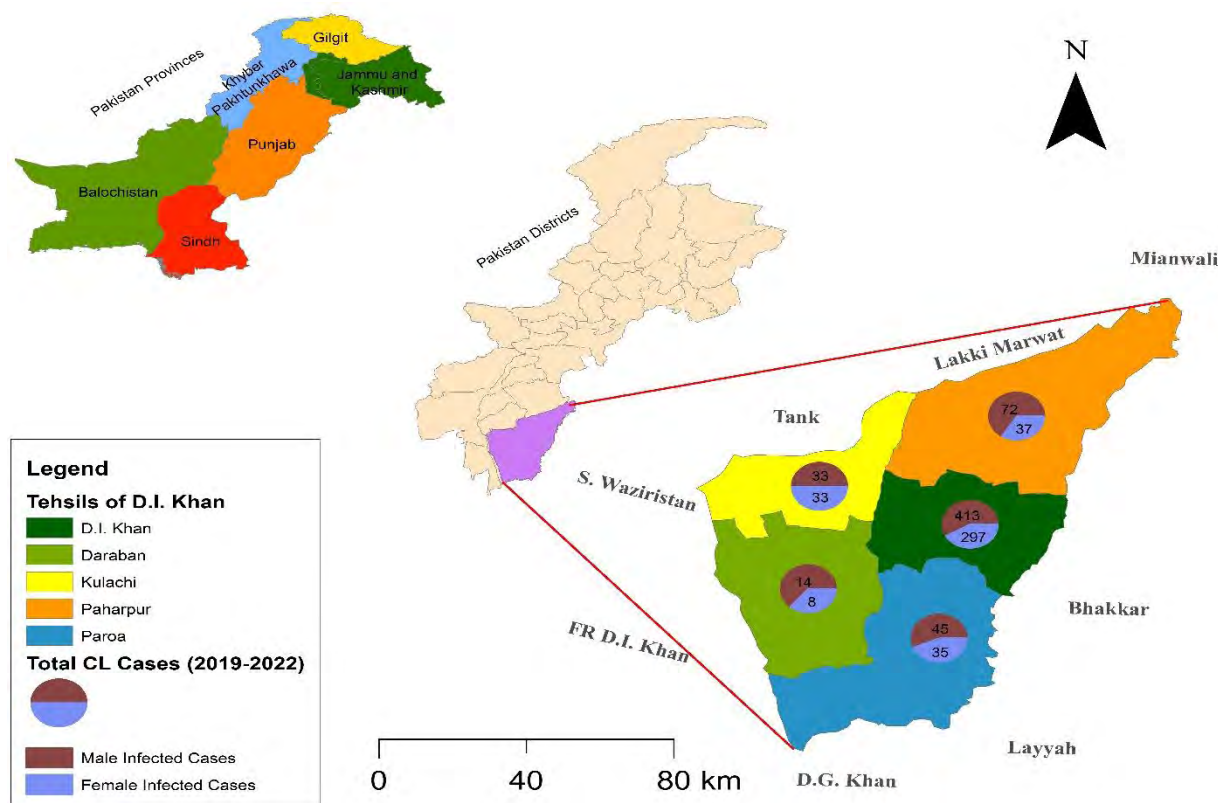 Pakistan Provinces
Gilgit
Khyber
Pakhtunkhawa
Jammu and
Kashmir
Punjab
Balochistan
Sindh
N
Pakistan Districts
Mianwali
Lakki Marwat
Tank
S. Waziristan
FR D.I. Khan
Bhakkar
Layyah
D.G. Khan
72
37
33
33
413
297
14
8
45
35
Legend
Tehsils of D.I. Khan
D.I. Khan
Daraban
Kulachi
Paharpur
Paroa
Total CL Cases (2019-2022)
Male Infected Cases
Female Infected Cases
0 40 80 km